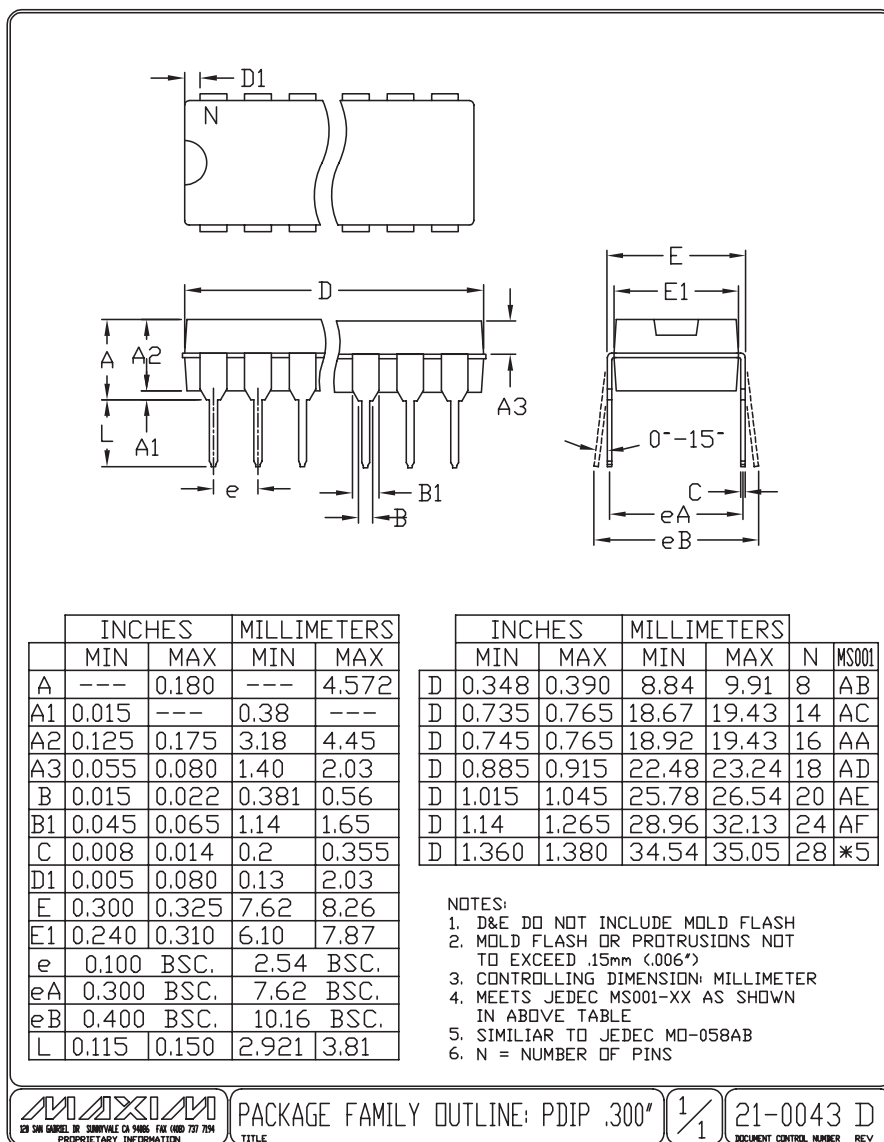 D1
N
D
E
E1
A
A2
A3
L
A1
0°-15°
e
B1
B
C
eA
eB
INCHES MILLIMETERS
MIN MAX MIN MAX
A --- 0.180 --- 4.572
A1 0.015 --- 0.38 ---
A2 0.125 0.175 3.18 4.45
A3 0.055 0.080 1.40 2.03
B 0.015 0.022 0.381 0.56
B1 0.045 0.065 1.14 1.65
C 0.008 0.014 0.2 0.355
D1 0.005 0.080 0.13 2.03
E 0.300 0.325 7.62 8.26
E1 0.240 0.310 6.10 7.87
e 0.100 BSC. 2.54 BSC.
eA 0.300 BSC. 7.62 BSC.
eB 0.400 BSC. 10.16 BSC.
L 0.115 0.150 2.921 3.81
INCHES MILLIMETERS
MIN MAX MIN MAX N MS001
D 0.348 0.390 8.84 9.91 8 AB
D 0.735 0.765 18.67 19.43 14 AC
D 0.745 0.765 18.92 19.43 16 AA
D 0.885 0.915 22.48 23.24 18 AD
D 1.015 1.045 25.78 26.54 20 AE
D 1.14 1.265 28.96 32.13 24 AF
D 1.360 1.380 34.54 35.05 28 *5
NOTES:
1. D&E DO NOT INCLUDE MOLD FLASH
2. MOLD FLASH OR PROTRUSIONS NOT
TO EXCEED .15mm (.006")
3. CONTROLLING DIMENSION: MILLIMETER
4. MEETS JEDEC MS001-XX AS SHOWN
IN ABOVE TABLE
5. SIMILIAR TO JEDEC MO-058AB
6. N = NUMBER OF PINS
MAXIM
120 SAN GABRIEL DR SUNNYVALE CA 94086 FAX (408) 737 7194
PROPRIETARY INFORMATION
PACKAGE FAMILY OUTLINE: PDIP .300"
TITLE
1/1
21-0043 D
DOCUMENT CONTROL NUMBER REV